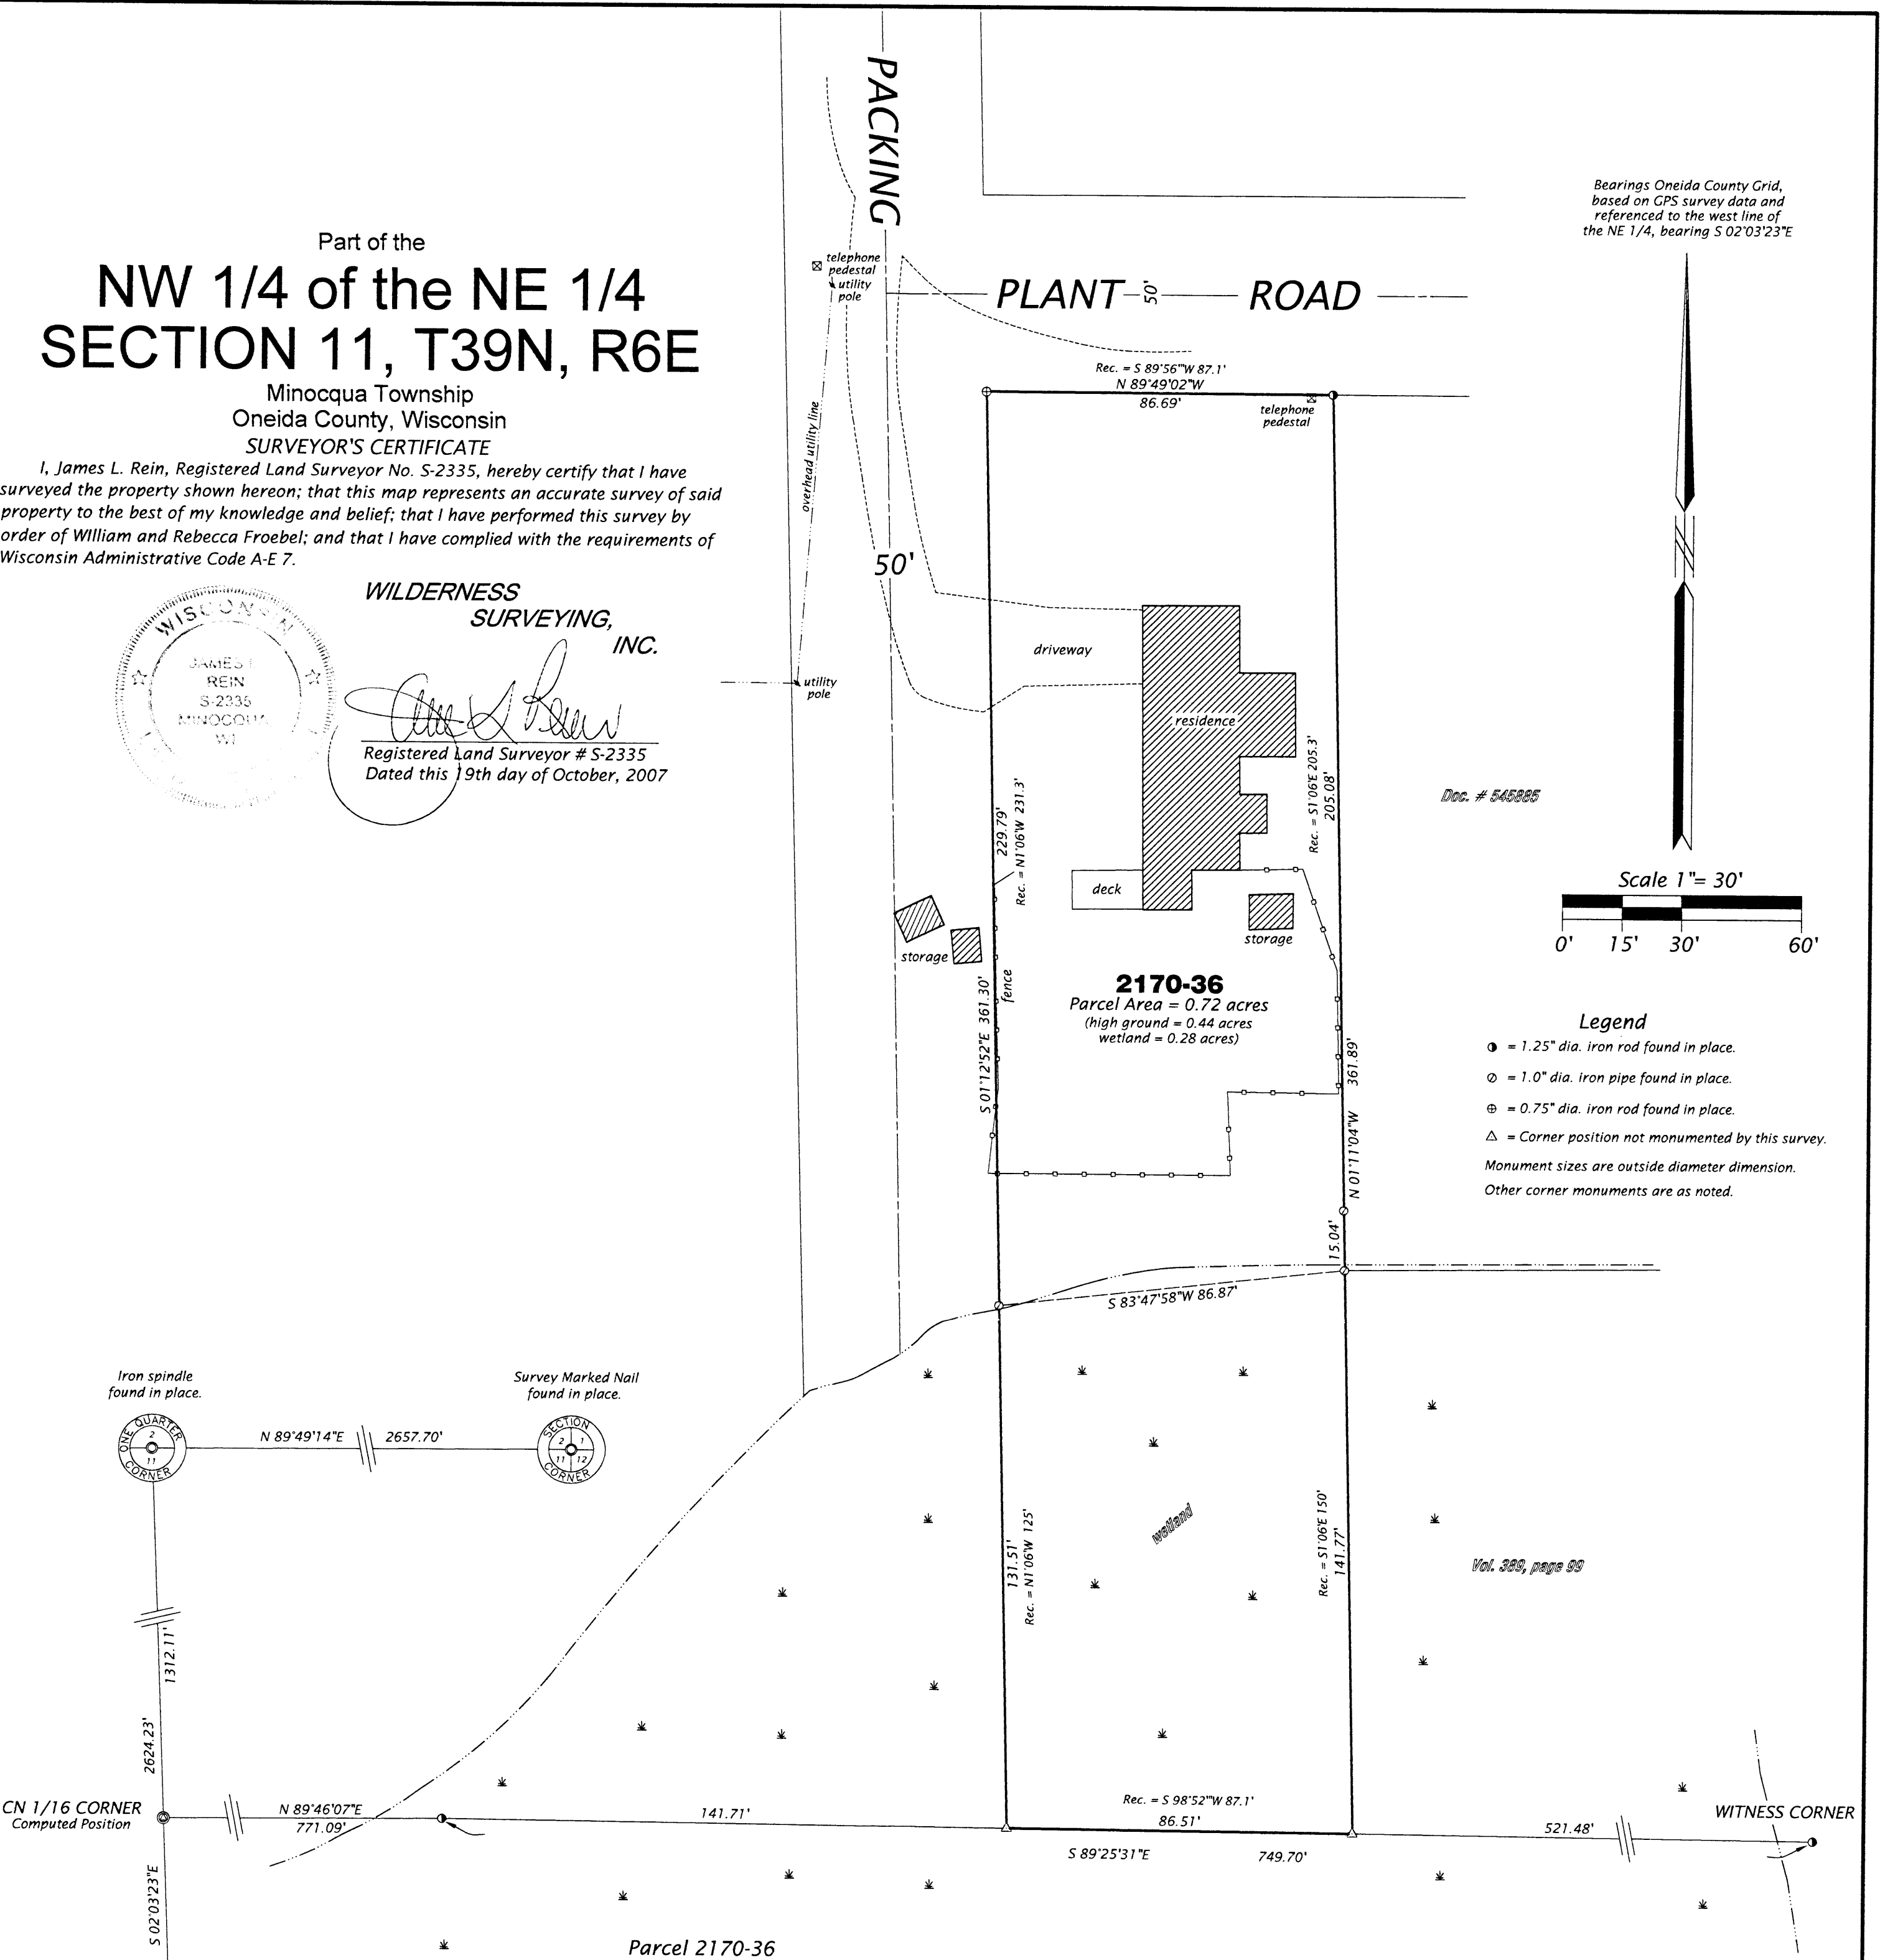 Part of the
NW 1/4 of the NE 1/4
SECTION 11, T39N, R6E
Minocqua Township
Oneida County, Wisconsin
SURVEYOR'S CERTIFICATE
I, James L. Rein, Registered Land Surveyor No. S-2335, hereby certify that I have
surveyed the property shown hereon; that this map represents an accurate survey of said
property to the best of my knowledge and belief; that I have performed this survey by
order of WIlliam and Rebecca Froebel; and that I have complied with the requirements of
Wisconsin Administrative Code A-E 7.
WILDERNESS
SURVEYING,
INC.
WISCONSIN
JAMES L
REIN
S-2335
MINOCQUA
WI
Registered Land Surveyor # S-2335
Dated this 19th day of October, 2007
PACKING
PLANT 50' ROAD
telephone
pedestal
utility
pole
overhead utility line
50'
utility
pole
Bearings Oneida County Grid,
based on GPS survey data and
referenced to the west line of
the NE 1/4, bearing S 02°03'23"E
N
Rec. = S 89°56'"W 87.1'
N 89°49'02"W
86.69'
telephone
pedestal
driveway
residence
deck
storage
storage
fence
229.79'
Rec. = N1°06'W 231.3'
S 01°12'52"E 361.30'
Rec. = S1°06'E 205.3'
205.08'
Doc. # 545885
Scale 1"= 30'
0' 15' 30' 60'
2170-36
Parcel Area = 0.72 acres
(high ground = 0.44 acres
wetland = 0.28 acres)
361.89'
N 01°11'04"W
15.04'
Legend
= 1.25" dia. iron rod found in place.
= 1.0" dia. iron pipe found in place.
= 0.75" dia. iron rod found in place.
= Corner position not monumented by this survey.
Monument sizes are outside diameter dimension.
Other corner monuments are as noted.
S 83°47'58"W 86.87'
Iron spindle
found in place.
Survey Marked Nail
found in place.
ONE QUARTER
2
11
CORNER
N 89°49'14"E 2657.70'
SECTION
2 1
11 12
CORNER
wetland
131.51'
Rec. = N1°06'W 125'
Rec. = S1°06'E 150'
141.77'
Vol. 389, page 99
1312.11'
2624.23'
S 02°03'23"E
CN 1/16 CORNER
Computed Position
N 89°46'07"E
771.09'
141.71'
Rec. = S 98°52'"W 87.1'
86.51'
S 89°25'31"E 749.70'
521.48'
WITNESS CORNER
Parcel 2170-36